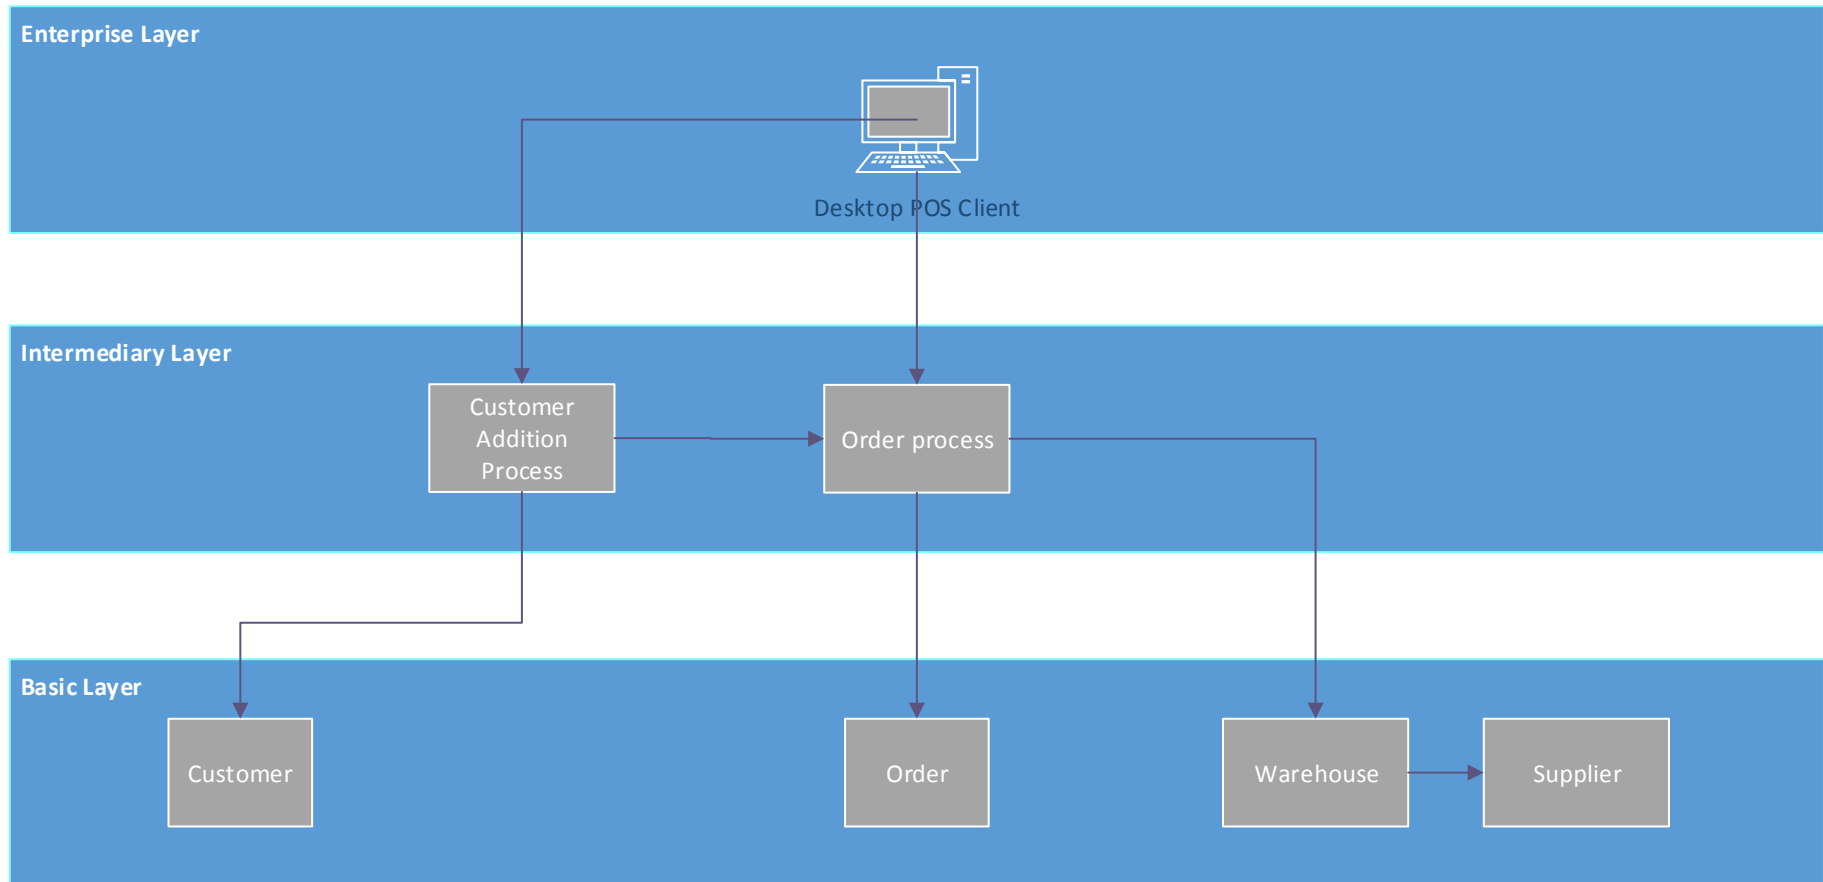 Enterprise Layer
Desktop POS Client
Intermediary Layer
Customer
Addition
Process
Order process
Basic Layer
Customer
Order
Warehouse
Supplier